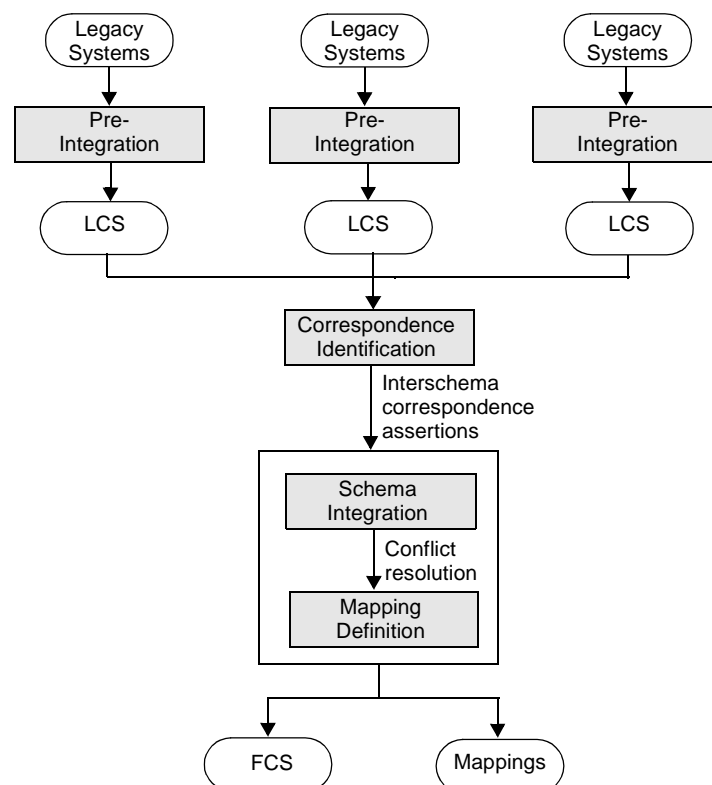 Legacy
Systems
Legacy
Systems
Legacy
Systems
Pre-
Integration
Pre-
Integration
Pre-
Integration
LCS
LCS
LCS
Correspondence
Identification
Interschema
correspondence
assertions
Schema
Integration
Conflict
resolution
Mapping
Definition
FCS
Mappings